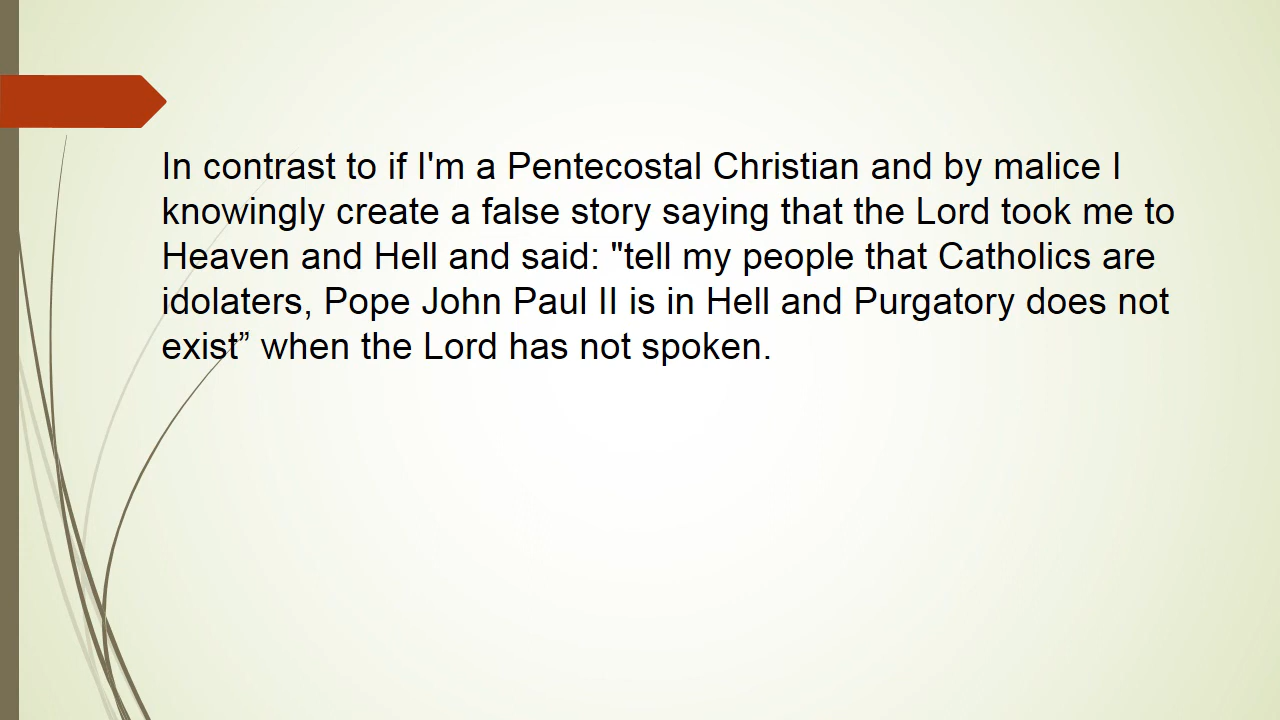 In contrast to if I'm a Pentecostal Christian and by malice I
knowingly create a false story saying that the Lord took me to
Heaven and Hell and said: "tell my people that Catholics are
idolaters, Pope John Paul II is in Hell and Purgatory does not
exist” when the Lord has not spoken.